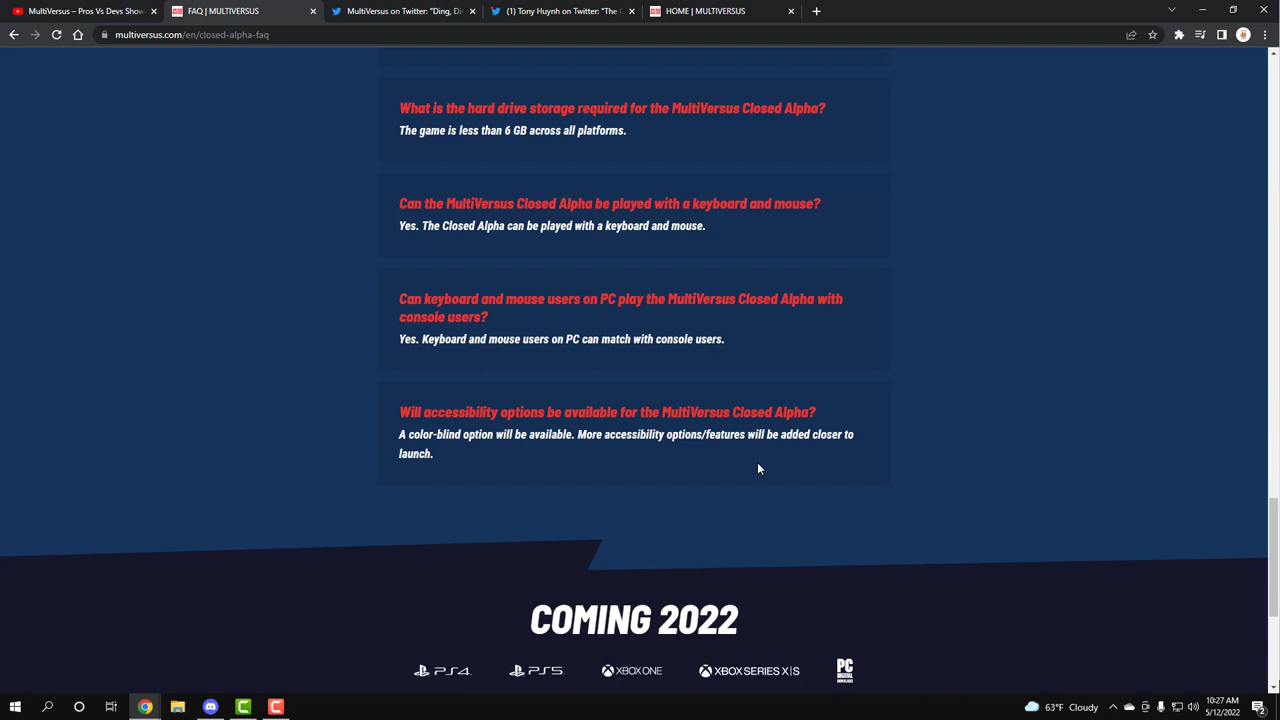 MultiVersus – Pros Vs Devs Show
FAQ | MULTIVERSUS
MultiVersus on Twitter: "Ding, D
(1) Tony Huynh on Twitter: "The C
HOME | MULTIVERSUS
multiversus.com/en/closed-alpha-faq
What is the hard drive storage required for the MultiVersus Closed Alpha?
The game is less than 6 GB across all platforms.
Can the MultiVersus Closed Alpha be played with a keyboard and mouse?
Yes. The Closed Alpha can be played with a keyboard and mouse.
Can keyboard and mouse users on PC play the MultiVersus Closed Alpha with
console users?
Yes. Keyboard and mouse users on PC can match with console users.
Will accessibility options be available for the MultiVersus Closed Alpha?
A color-blind option will be available. More accessibility options/features will be added closer to
launch.
COMING 2022
PS4 PS5 XBOX ONE XBOX SERIES X|S PC
DIGITAL
DOWNLOAD
63°F Cloudy
10:27 AM
5/12/2022
2